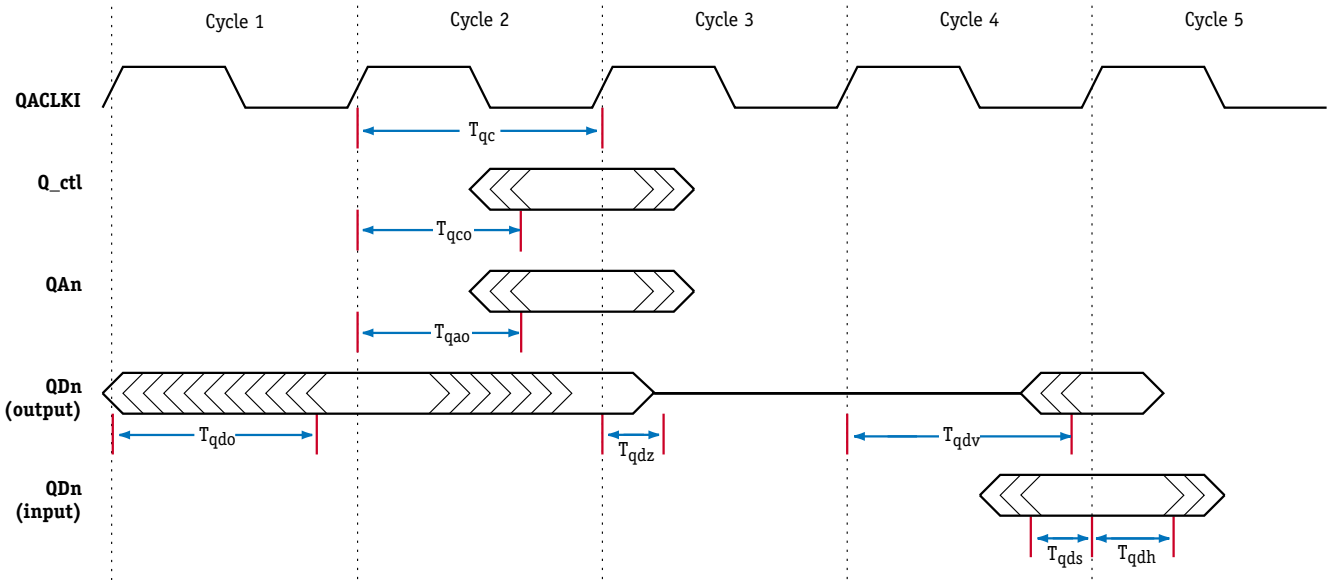 Cycle 1 Cycle 2 Cycle 3 Cycle 4 Cycle 5
QACLKI
Tqc
Q_ctl
Tqco
QAn
Tqao
QDn
(output)
Tqdo Tqdz Tqdv
QDn
(input)
Tqds Tqdh